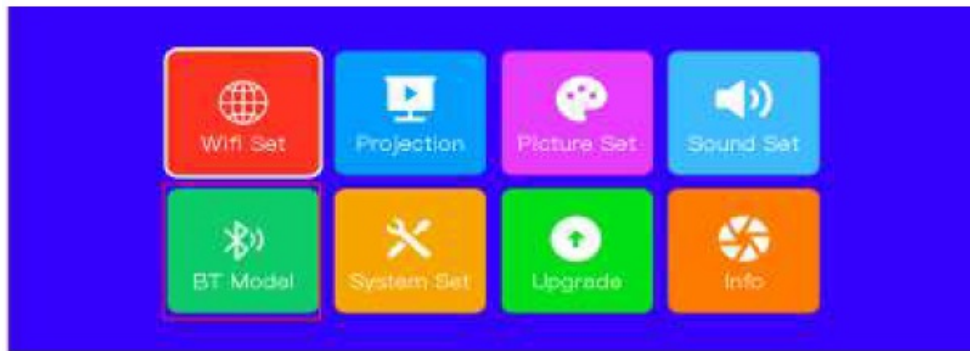 Wifi Set
Projection
Picture Set
Sound Set
BT Model
System Set
Upgrade
Info